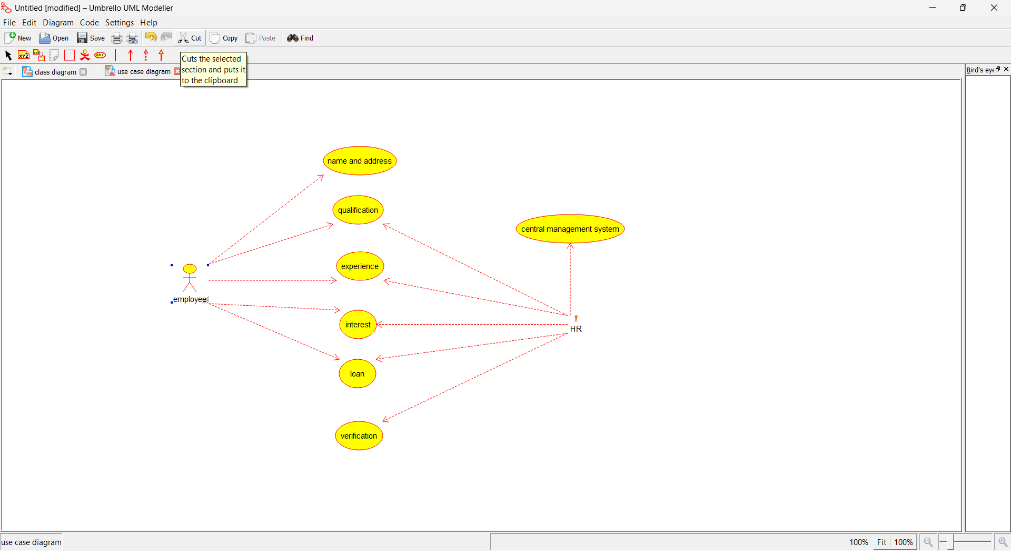 Untitled [modified] – Umbrello UML Modeller
File Edit Diagram Code Settings Help
New Open Save Cut Copy Paste Find
Cuts the selected
section and puts it
to the clipboard
class diagram use case diagram
Bird's eye
name and address
qualification
central management system
experience
employee
interest
HR
loan
verification
use case diagram
100% Fit 100%